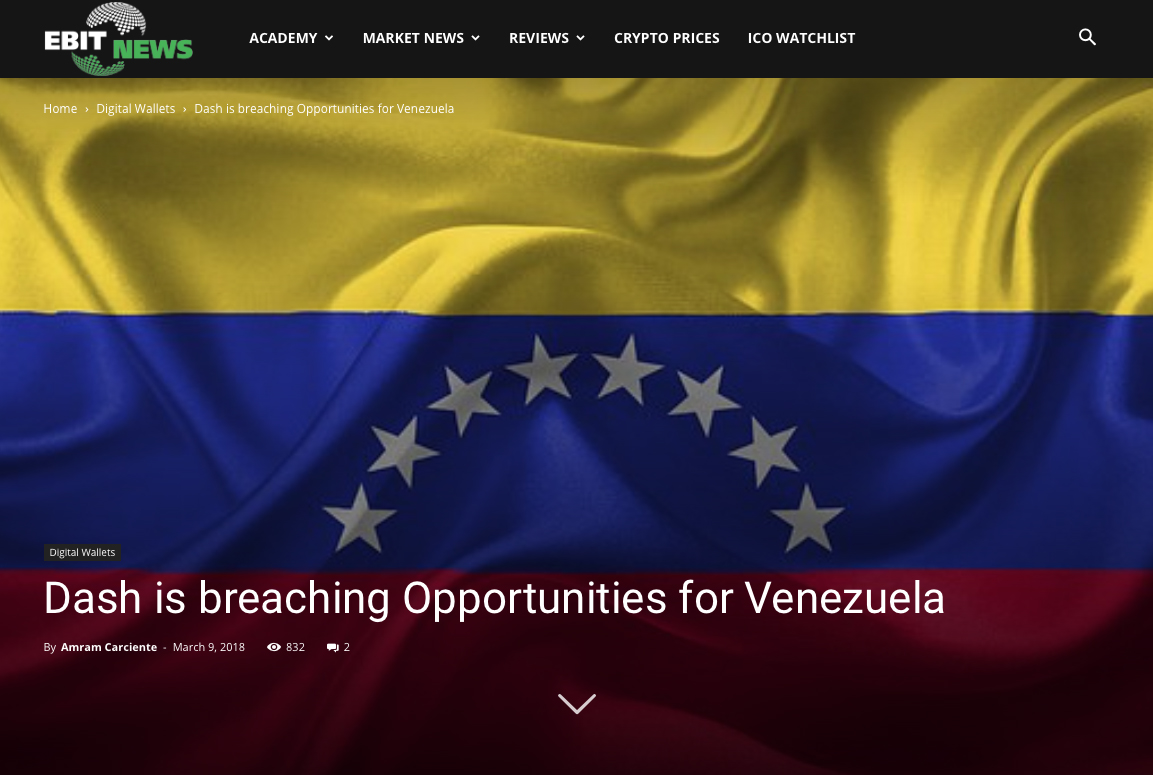 EBIT NEWS
ACADEMY MARKET NEWS REVIEWS CRYPTO PRICES ICO WATCHLIST
Home › Digital Wallets › Dash is breaching Opportunities for Venezuela
Digital Wallets
Dash is breaching Opportunities for Venezuela
By Amram Carciente - March 9, 2018 832 2